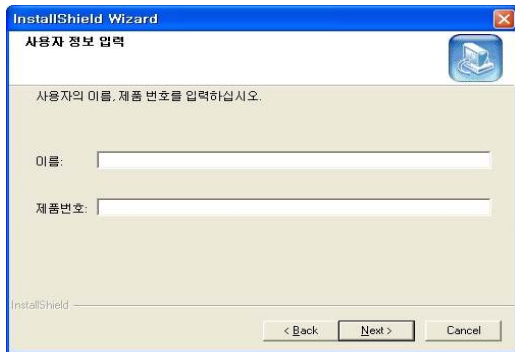 InstallShield Wizard
사용자 정보 입력
사용자의 이름, 제품 번호를 입력하십시오.
이름:
제품번호:
InstallShield
< Back Next > Cancel